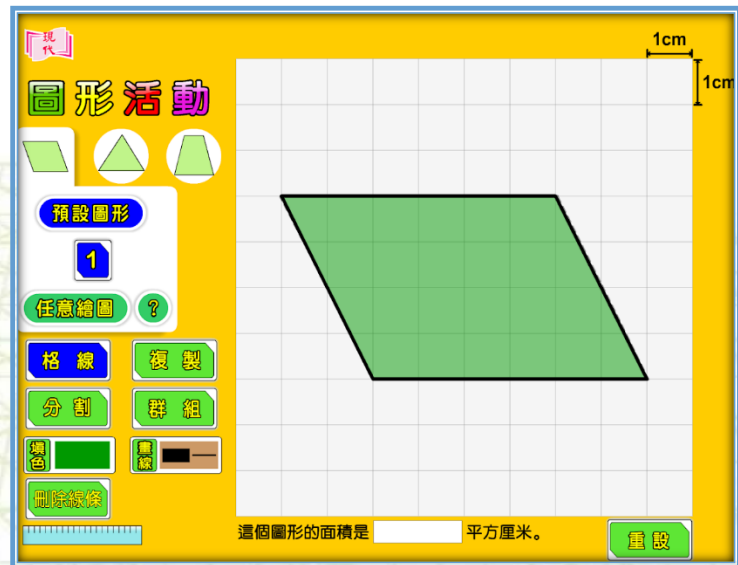 現代
1cm
1cm
圖形活動
預設圖形
1
任意繪圖 ?
格線 複製
分割 群組
填色 畫線
刪除線條
這個圖形的面積是 平方厘米。
重設